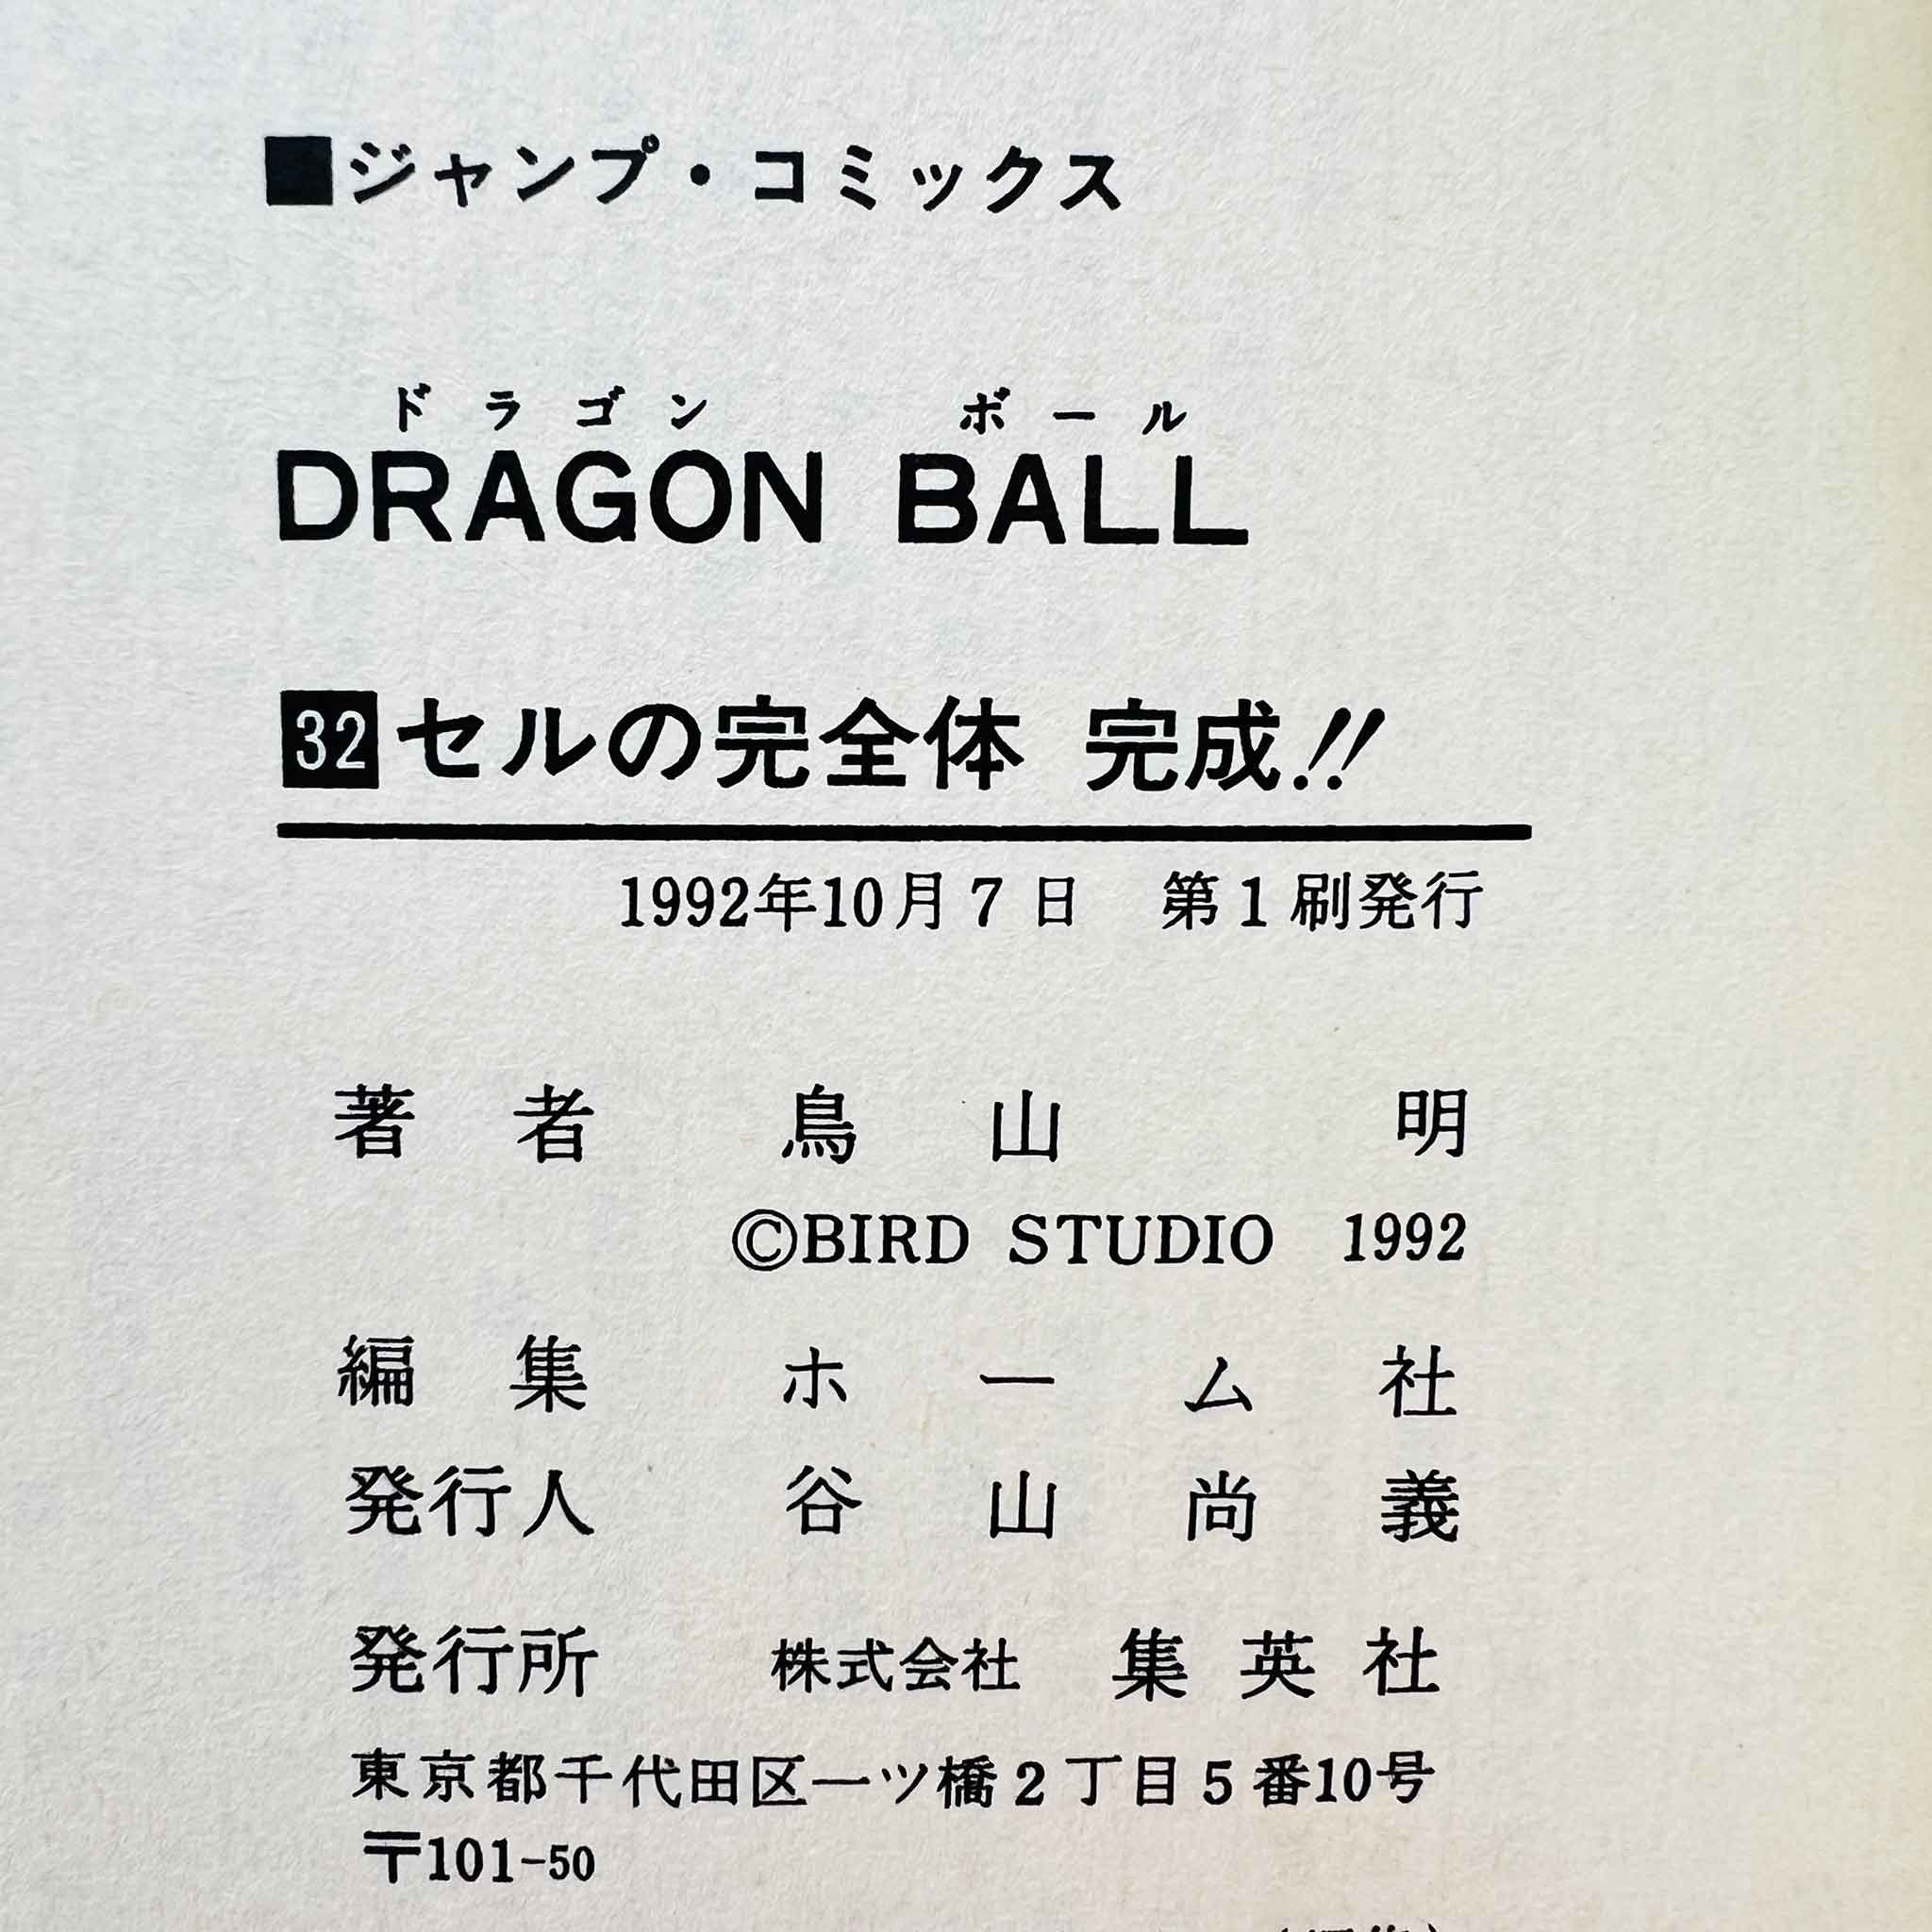 ■ジャンプ・コミックス
ドラゴン ボール
DRAGON BALL
32 セルの完全体 完成!!
1992年10月7日 第1刷発行
著者 鳥山明
©BIRD STUDIO 1992
編集 ホーム社
発行人 谷山尚義
発行所 株式会社 集英社
東京都千代田区一ツ橋2丁目5番10号
〒101-50